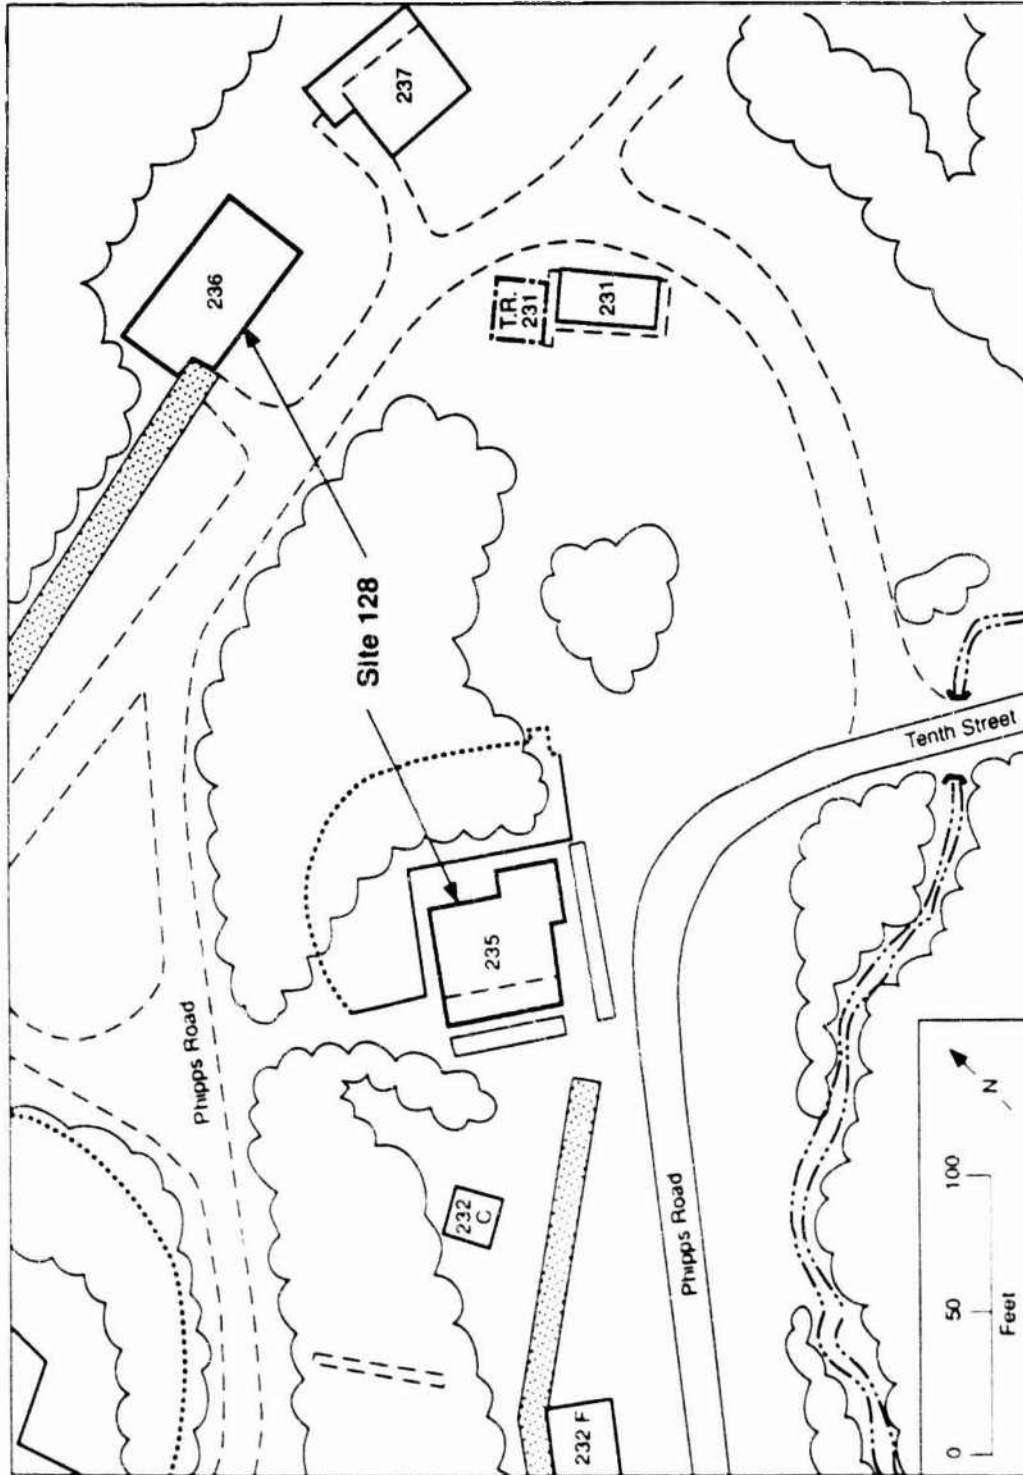 237
236
T.R.
231
231
Site 128
Tenth Street
235
Phipps Road
Phipps Road
232
C
232 F
N
0 50 100
Feet